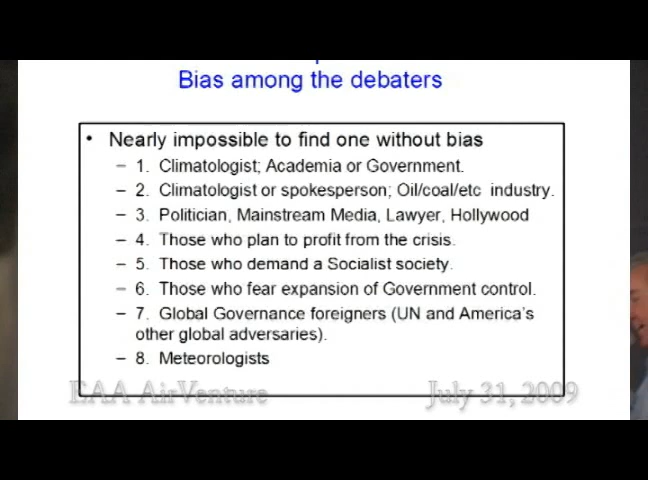 Bias among the debaters
• Nearly impossible to find one without bias
– 1. Climatologist; Academia or Government.
– 2. Climatologist or spokesperson; Oil/coal/etc industry.
– 3. Politician, Mainstream Media, Lawyer, Hollywood
– 4. Those who plan to profit from the crisis.
– 5. Those who demand a Socialist society.
– 6. Those who fear expansion of Government control.
– 7. Global Governance foreigners (UN and America's
other global adversaries).
– 8. Meteorologists
EAA AirVenture July 31, 2009